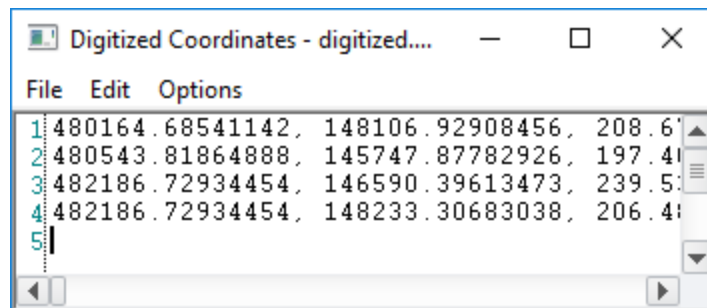 Digitized Coordinates - digitized....
File Edit Options
1 480164.68541142, 148106.92908456, 208.6
2 480543.81864888, 145747.87782926, 197.4
3 482186.72934454, 146590.39613473, 239.5
4 482186.72934454, 148233.30683038, 206.4
5